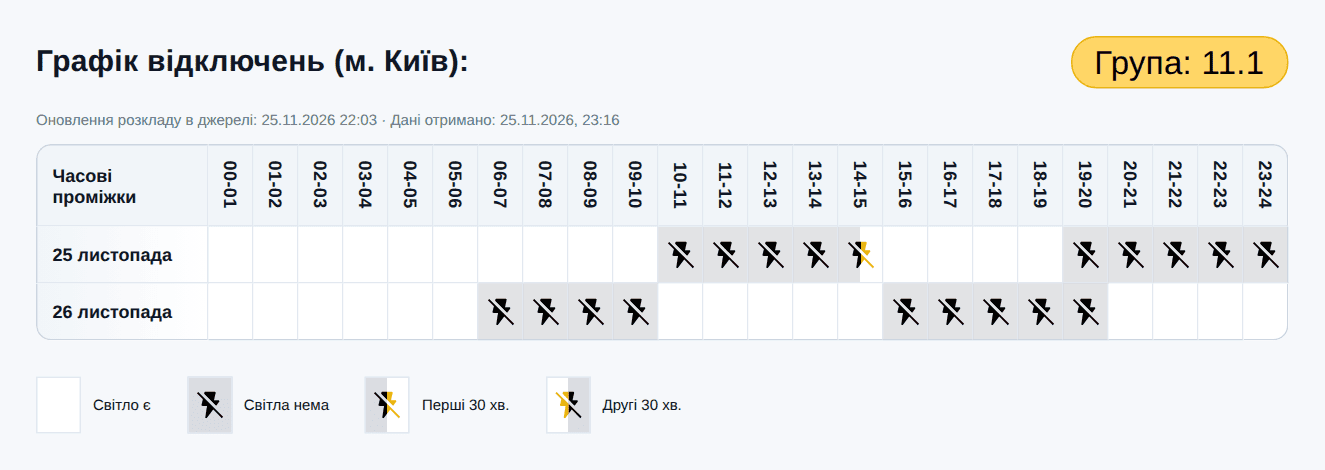 Графік відключень (м. Київ):
Група: 11.1
Оновлення розкладу в джерелі: 25.11.2026 22:03 · Дані отримано: 25.11.2026, 23:16
Часові
проміжки
00-01
01-02
02-03
03-04
04-05
05-06
06-07
07-08
08-09
09-10
10-11
11-12
12-13
13-14
14-15
15-16
16-17
17-18
18-19
19-20
20-21
21-22
22-23
23-24
25 листопада
26 листопада
Світло є
Світла нема
Перші 30 хв.
Другі 30 хв.